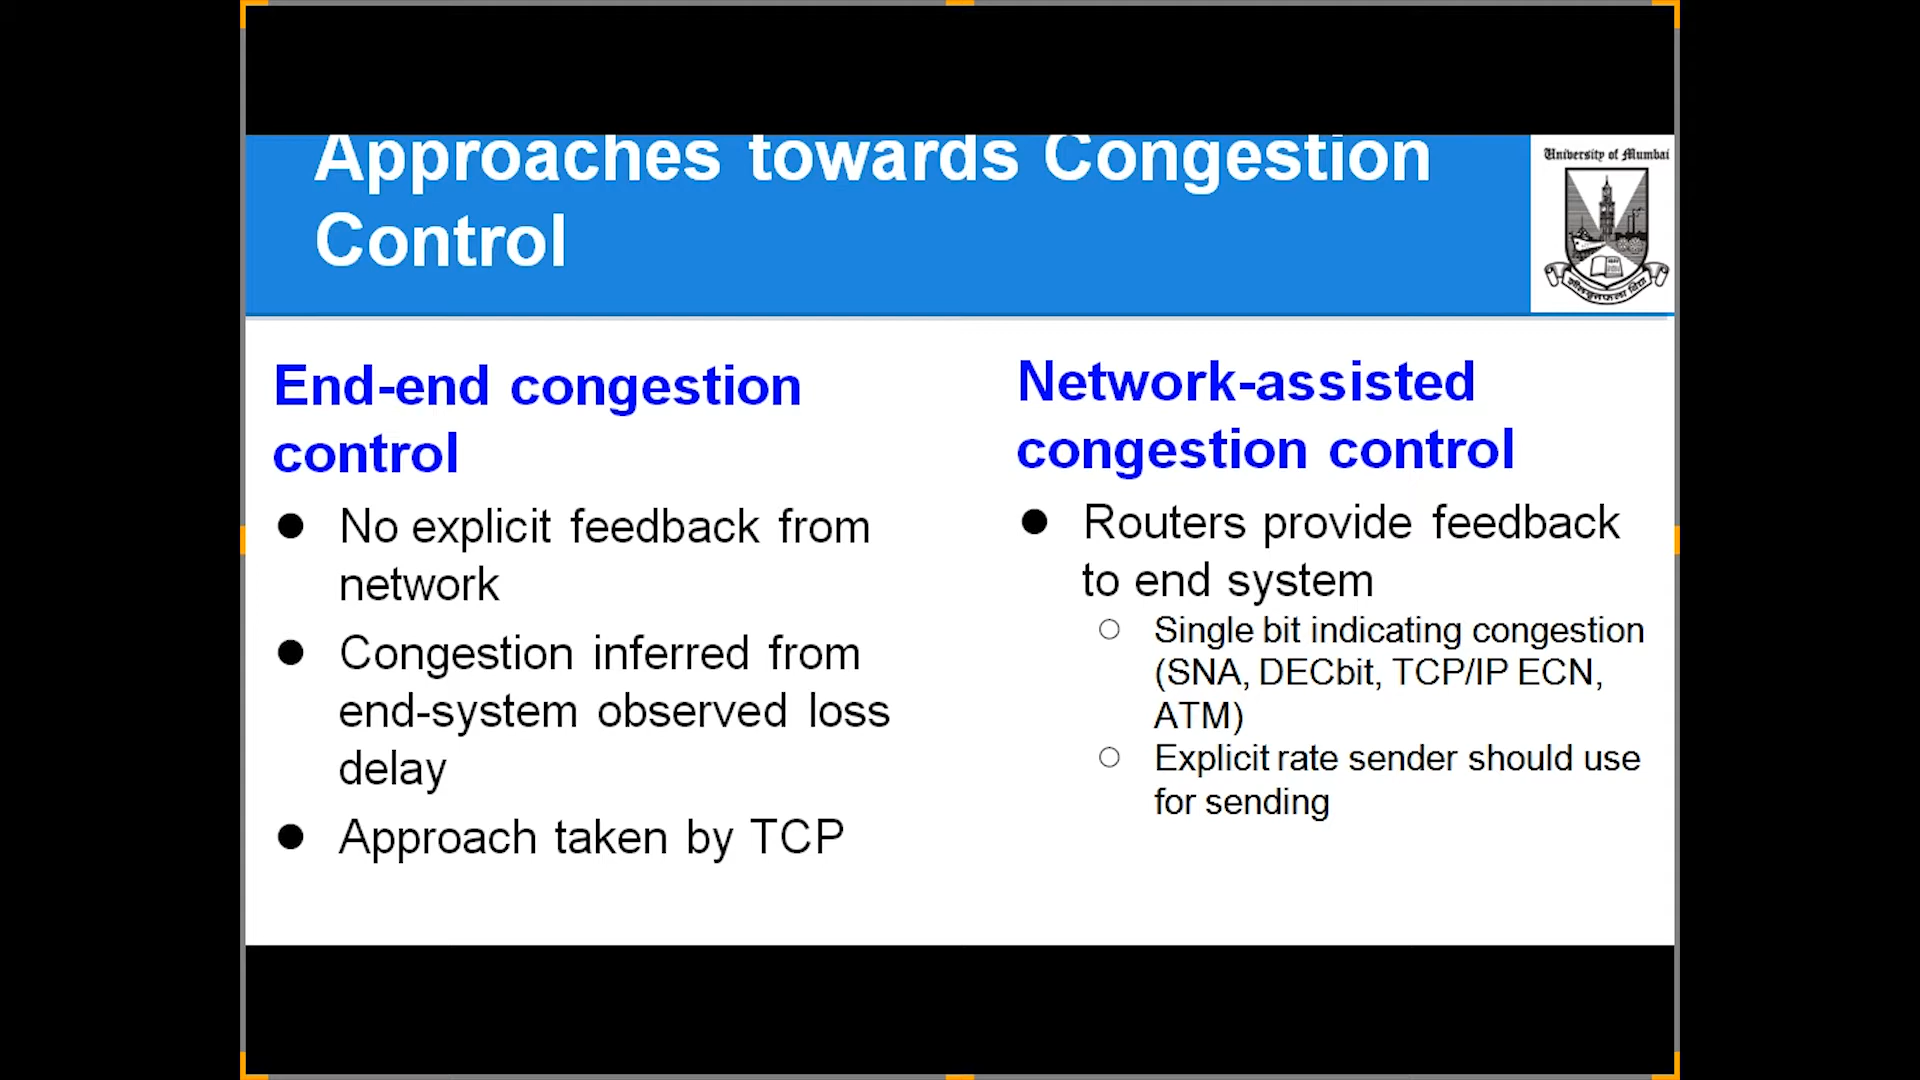 Approaches towards Congestion
Control
University of Mumbai
End-end congestion
control
● No explicit feedback from
network
● Congestion inferred from
end-system observed loss
delay
● Approach taken by TCP
Network-assisted
congestion control
● Routers provide feedback
to end system
○ Single bit indicating congestion
(SNA, DECbit, TCP/IP ECN,
ATM)
○ Explicit rate sender should use
for sending